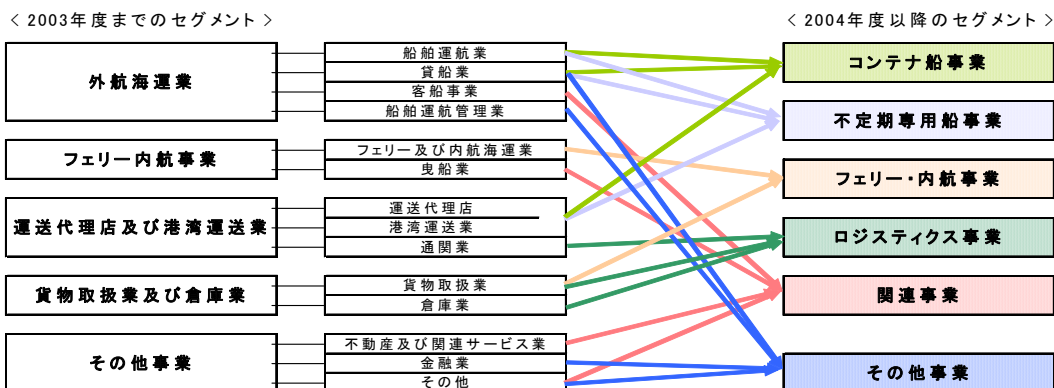 < 2003年度までのセグメント >
< 2004年度以降のセグメント >
外航海運業
船舶運航業
貸船業
客船事業
船舶運航管理業
フェリー内航事業
フェリー及び内航海運業
曳船業
運送代理店及び港湾運送業
運送代理店
港湾運送業
通関業
貨物取扱業及び倉庫業
貨物取扱業
倉庫業
その他事業
不動産及び関連サービス業
金融業
その他
コンテナ船事業
不定期専用船事業
フェリー・内航事業
ロジスティクス事業
関連事業
その他事業